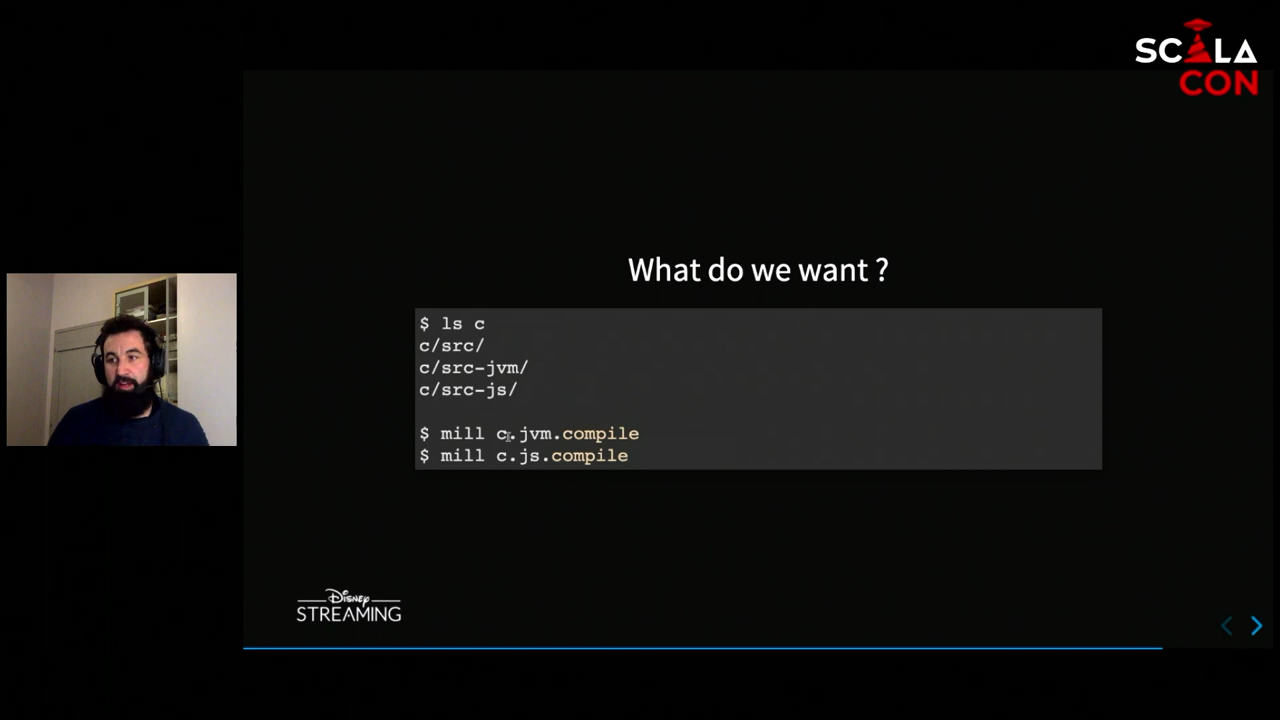 SCALA
CON
What do we want ?
$ ls c
c/src/
c/src-jvm/
c/src-js/
$ mill c.jvm.compile
$ mill c.js.compile
Disney
STREAMING